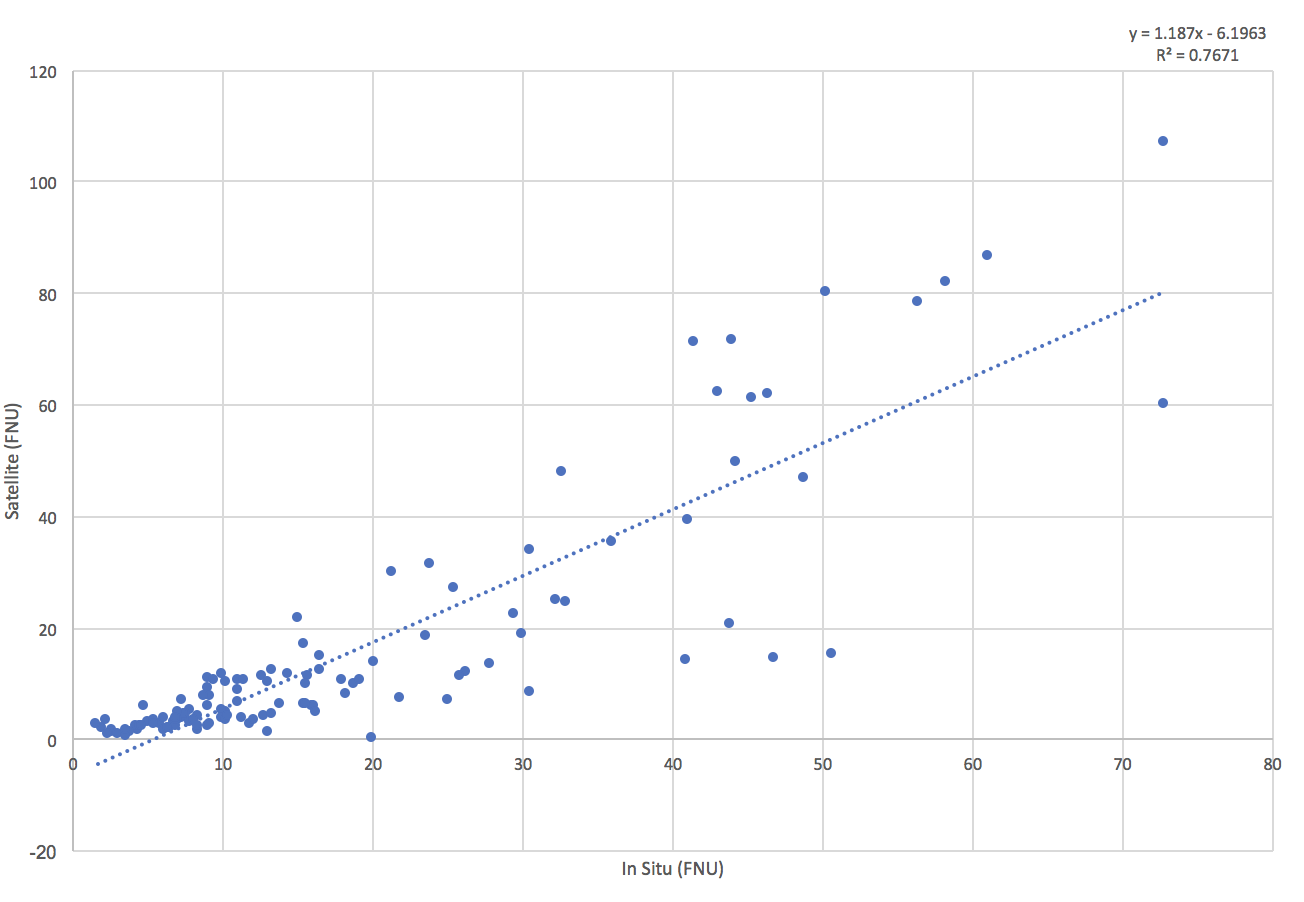 y = 1.187x - 6.1963
R² = 0.7671
120
100
80
60
40
20
0
-20
0 10 20 30 40 50 60 70 80
Satellite (FNU)
In Situ (FNU)